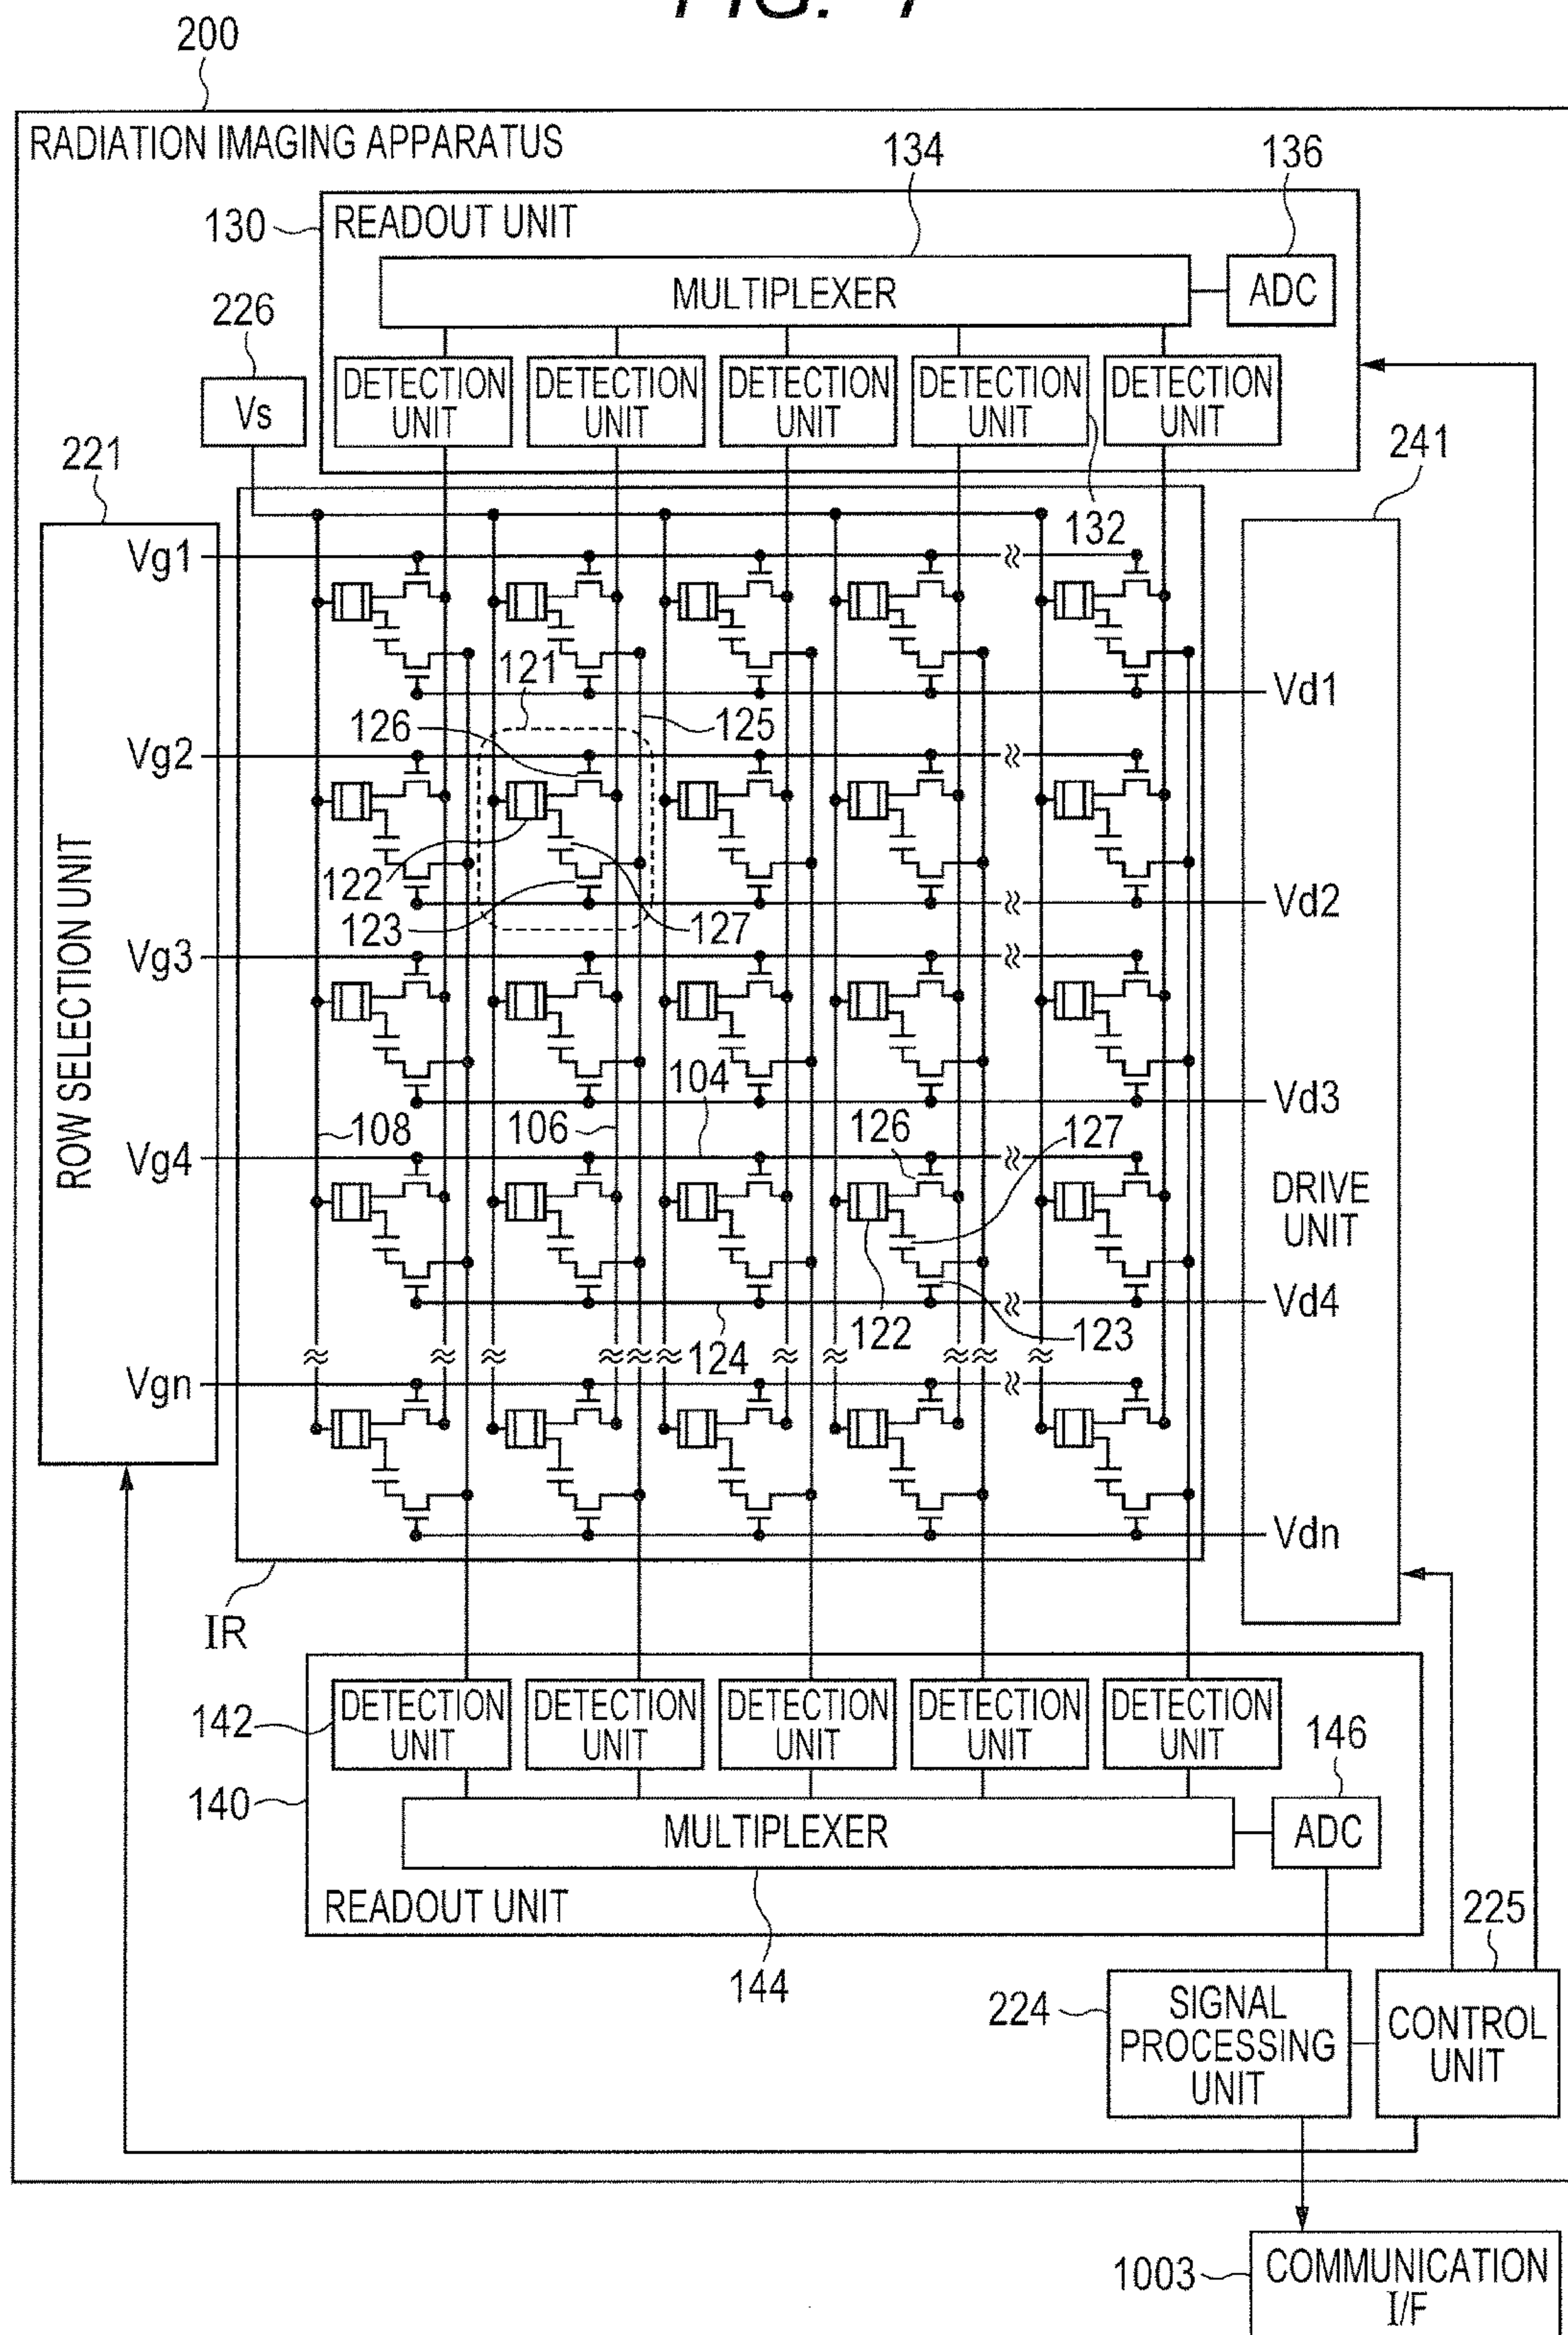 FIG.
200
RADIATION IMAGING APPARATUS
134
136
130
READOUT UNIT
MULTIPLEXER
ADC
226
Vs
DETECTION UNIT
DETECTION UNIT
DETECTION UNIT
DETECTION UNIT
DETECTION UNIT
221
241
132
Vg1
121
Vd1
126
125
Vg2
122
Vd2
123
127
Vg3
ROW SELECTION UNIT
104
Vd3
108
106
126
127
Vg4
DRIVE
UNIT
Vd4
122
123
124
Vgn
Vdn
IR
142
DETECTION UNIT
DETECTION UNIT
DETECTION UNIT
DETECTION UNIT
DETECTION UNIT
146
140
MULTIPLEXER
ADC
READOUT UNIT
225
144
224
SIGNAL
PROCESSING
UNIT
CONTROL
UNIT
1003
COMMUNICATION
I/F